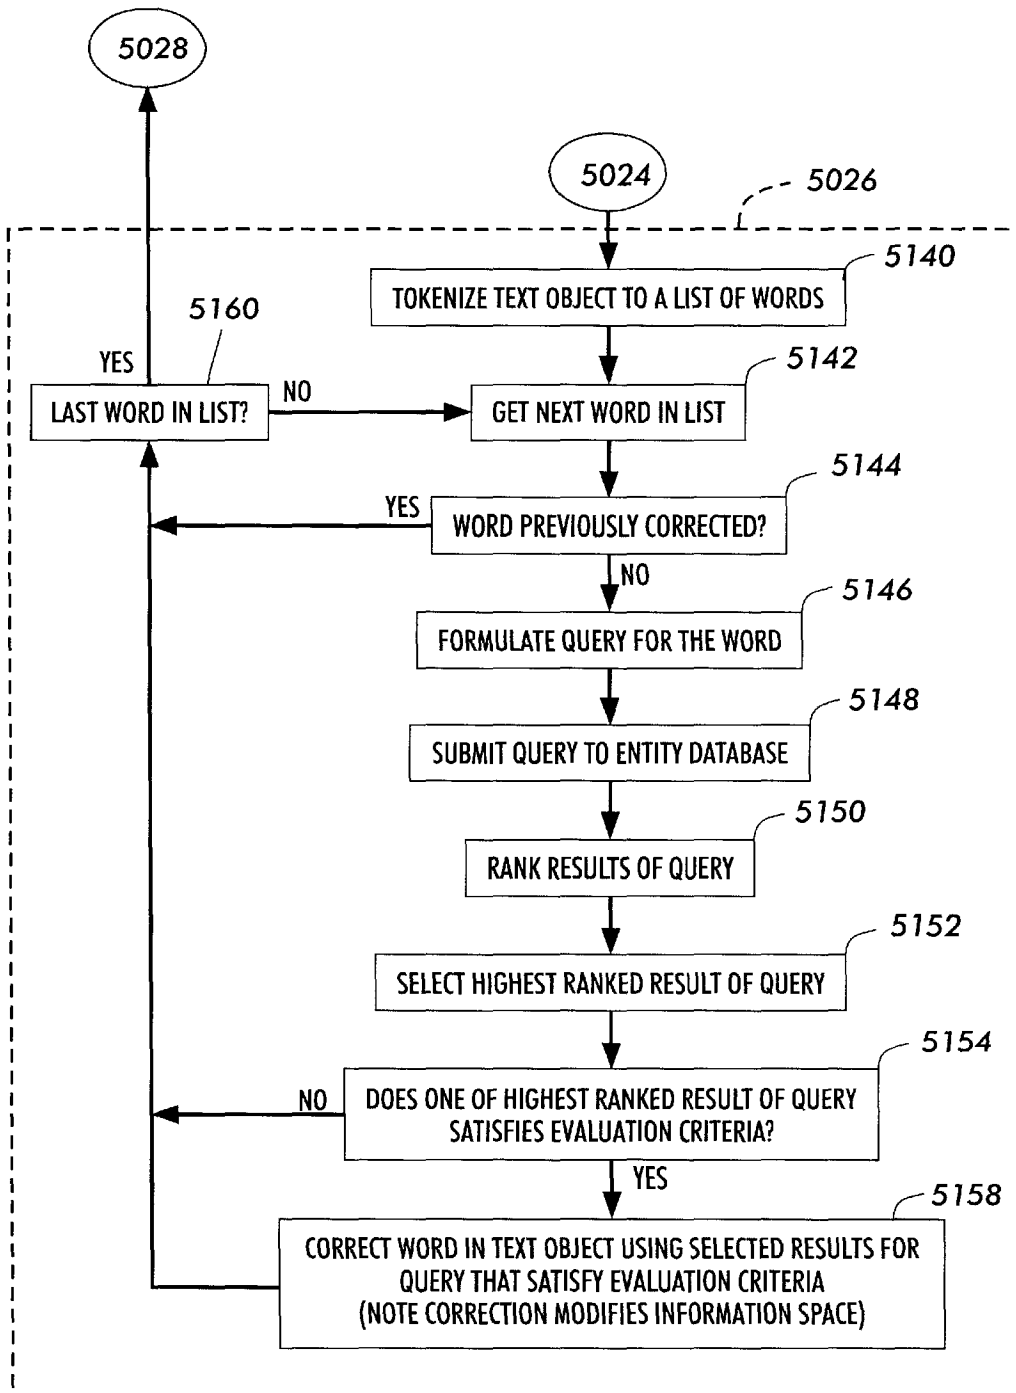 5028
5024
5026
5140
TOKENIZE TEXT OBJECT TO A LIST OF WORDS
5160
YES
LAST WORD IN LIST?
NO
5142
GET NEXT WORD IN LIST
5144
YES
WORD PREVIOUSLY CORRECTED?
NO
5146
FORMULATE QUERY FOR THE WORD
5148
SUBMIT QUERY TO ENTITY DATABASE
5150
RANK RESULTS OF QUERY
5152
SELECT HIGHEST RANKED RESULT OF QUERY
5154
NO
DOES ONE OF HIGHEST RANKED RESULT OF QUERY
SATISFIES EVALUATION CRITERIA?
YES
5158
CORRECT WORD IN TEXT OBJECT USING SELECTED RESULTS FOR
QUERY THAT SATISFY EVALUATION CRITERIA
(NOTE CORRECTION MODIFIES INFORMATION SPACE)